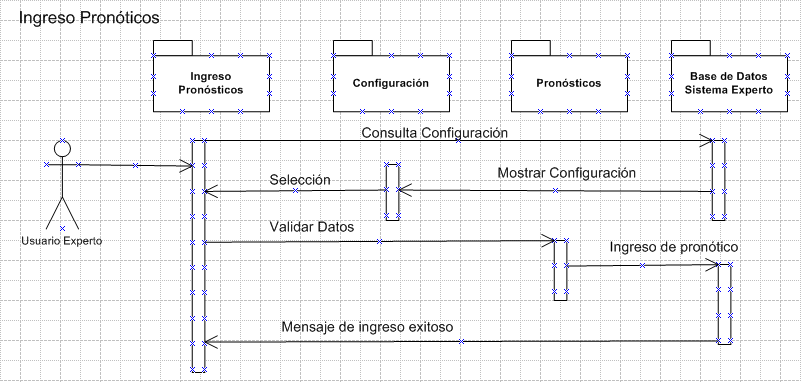 Ingreso Pronóticos
Ingreso
Pronósticos
Configuración
Pronósticos
Base de Datos
Sistema Experto
Consulta Configuración
Mostrar Configuración
Selección
Usuario Experto
Validar Datos
Ingreso de pronótico
Mensaje de ingreso exitoso